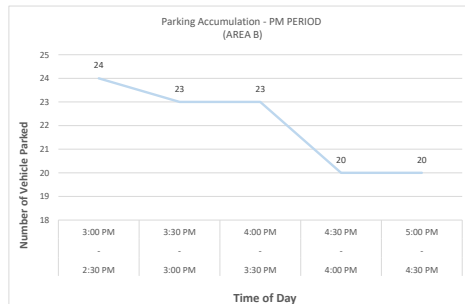 Parking Accumulation - PM PERIOD
(AREA B)
Number of Vehicle Parked
25
24
23
22
21
20
19
18
24
23
23
20
20
3:00 PM 3:30 PM 4:00 PM 4:30 PM 5:00 PM
- - - - -
2:30 PM 3:00 PM 3:30 PM 4:00 PM 4:30 PM
Time of Day